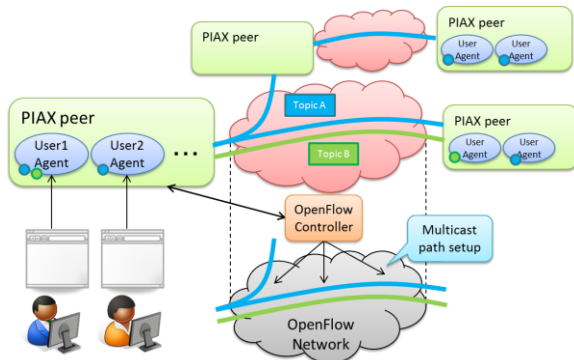 PIAX peer
PIAX peer
User
Agent
User
Agent
PIAX peer
User1
Agent
User2
Agent
...
Topic A
Topic B
PIAX peer
User
Agent
User
Agent
OpenFlow
Controller
Multicast
path setup
OpenFlow
Network